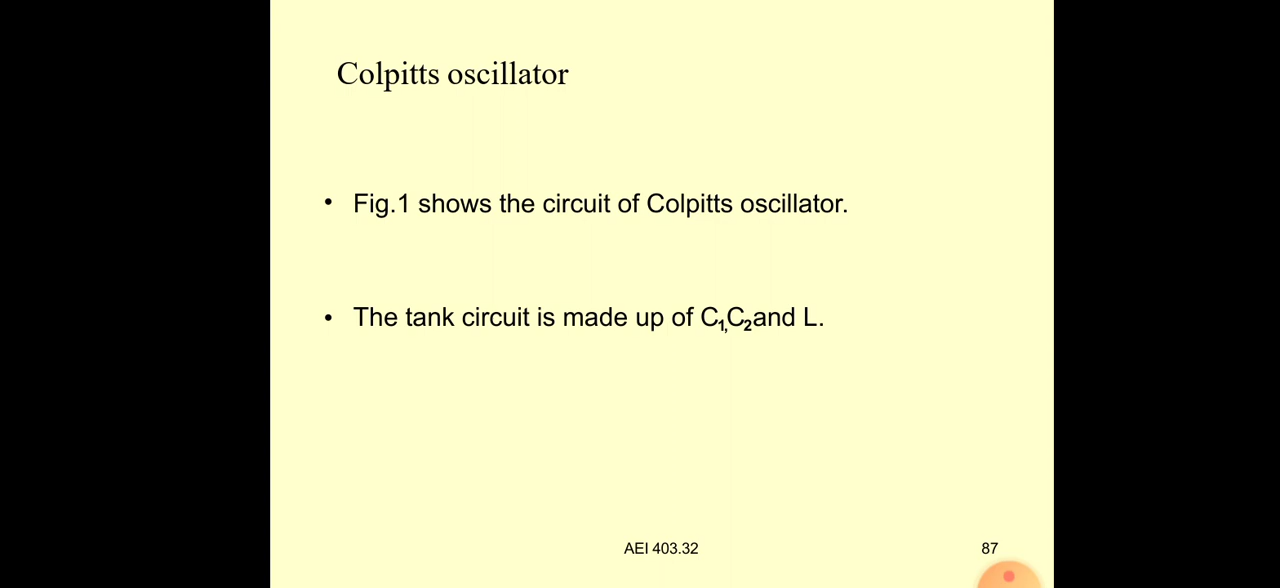 Colpitts oscillator
• Fig.1 shows the circuit of Colpitts oscillator.
• The tank circuit is made up of C₁,C₂and L.
AEI 403.32
87